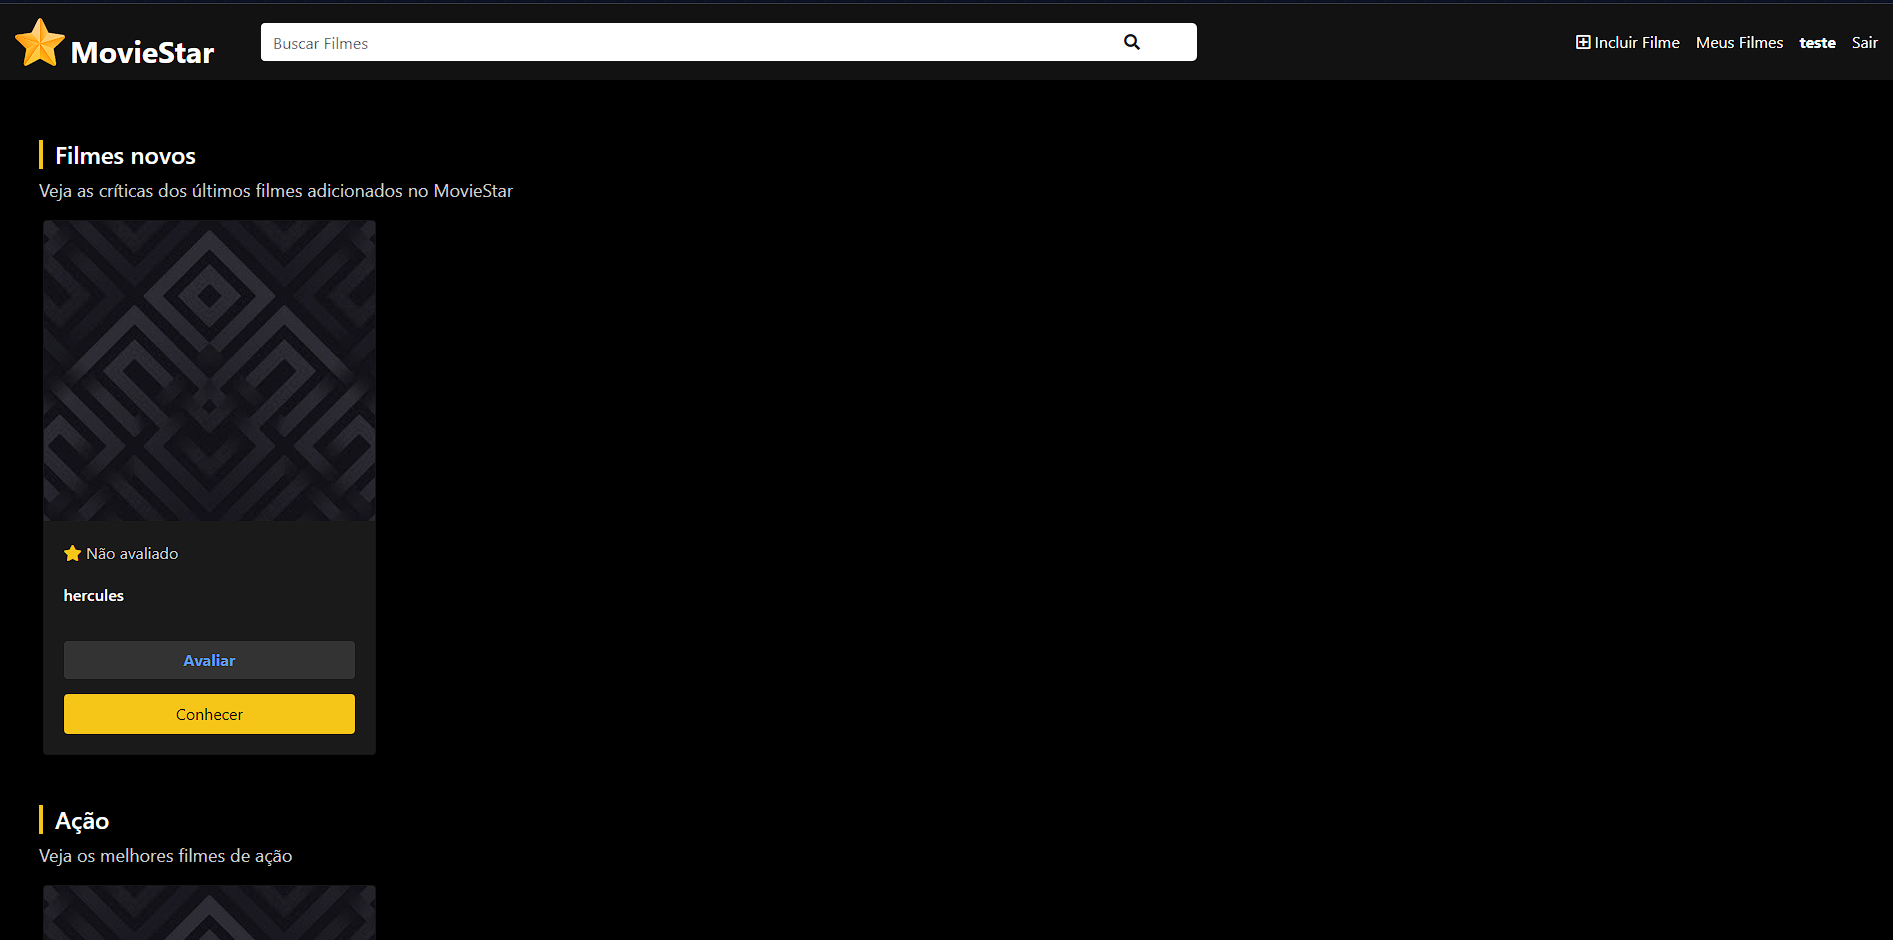 MovieStar
Buscar Filmes
Incluir Filme
Meus Filmes
teste
Sair
Filmes novos
Veja as críticas dos últimos filmes adicionados no MovieStar
Não avaliado
hercules
Avaliar
Conhecer
Ação
Veja os melhores filmes de ação